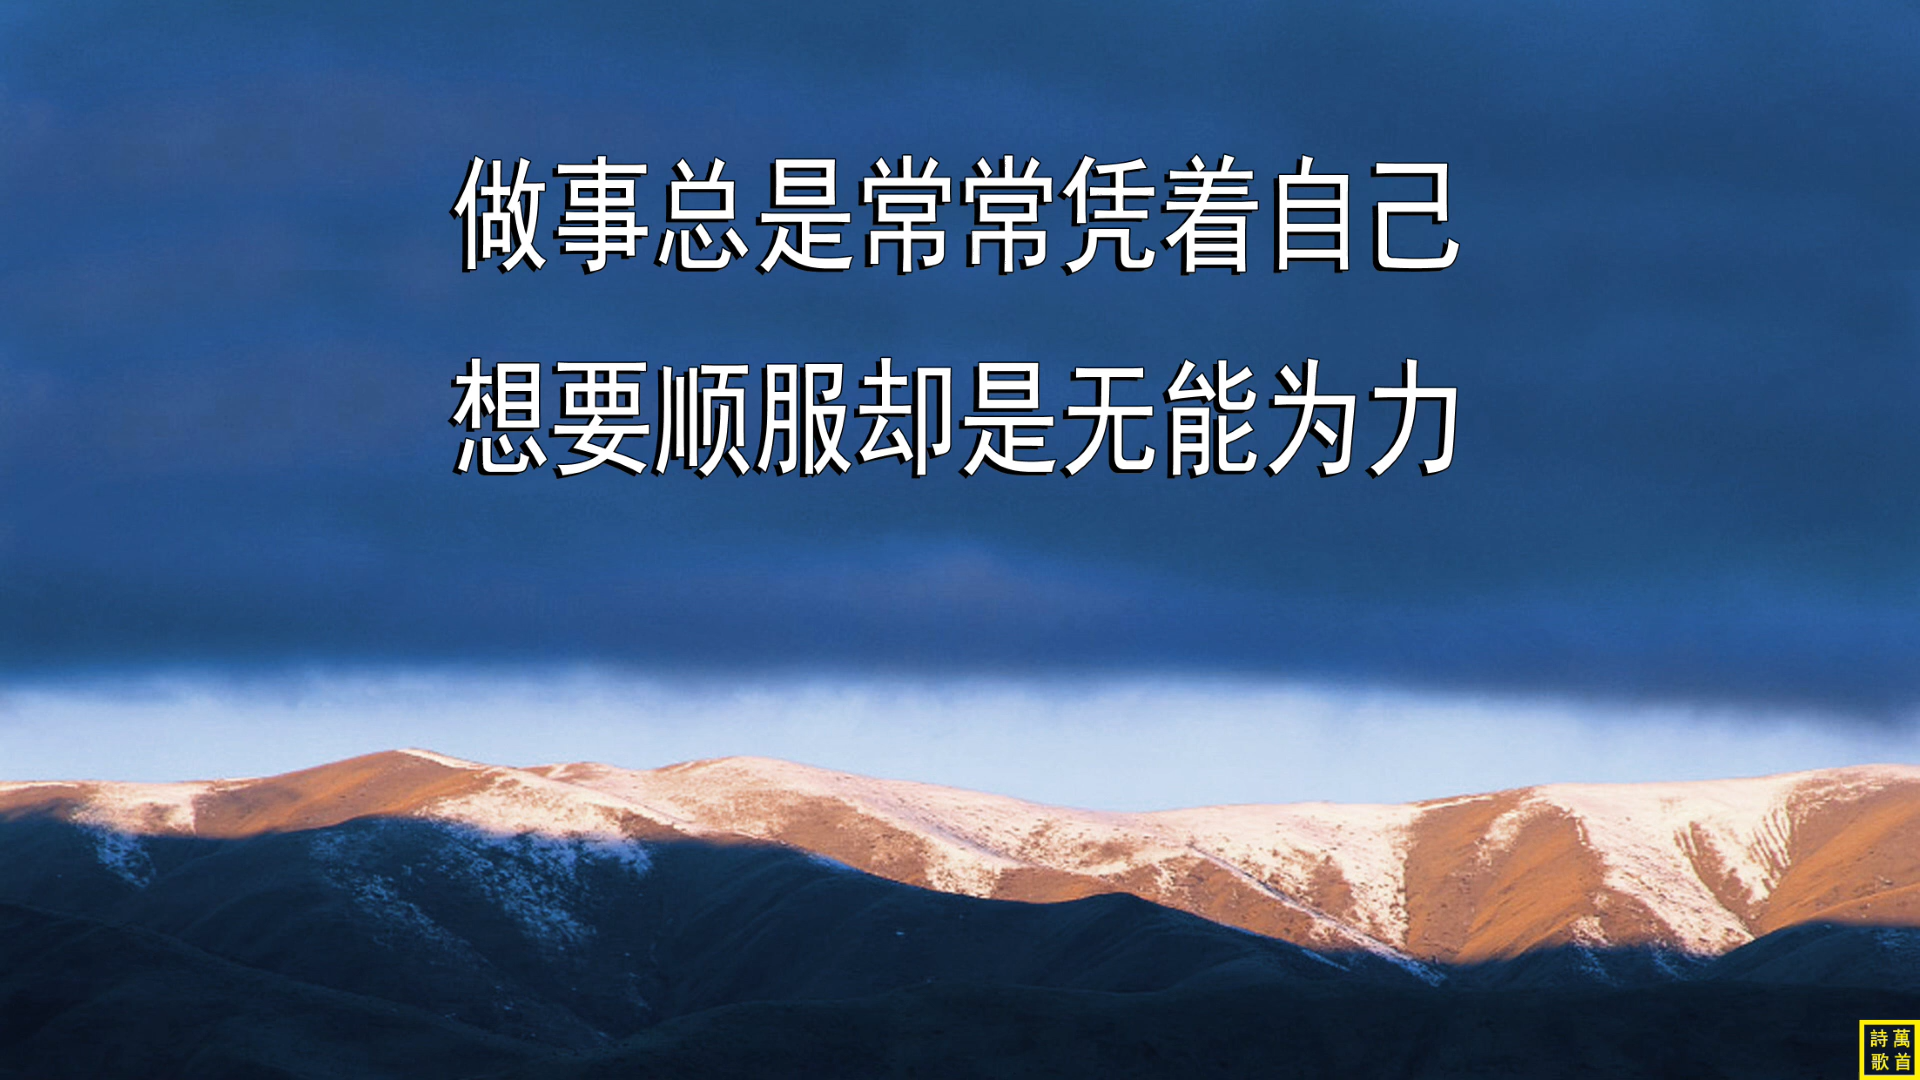 做事总是常常凭着自己
想要顺服却是无能为力
萬首
詩歌